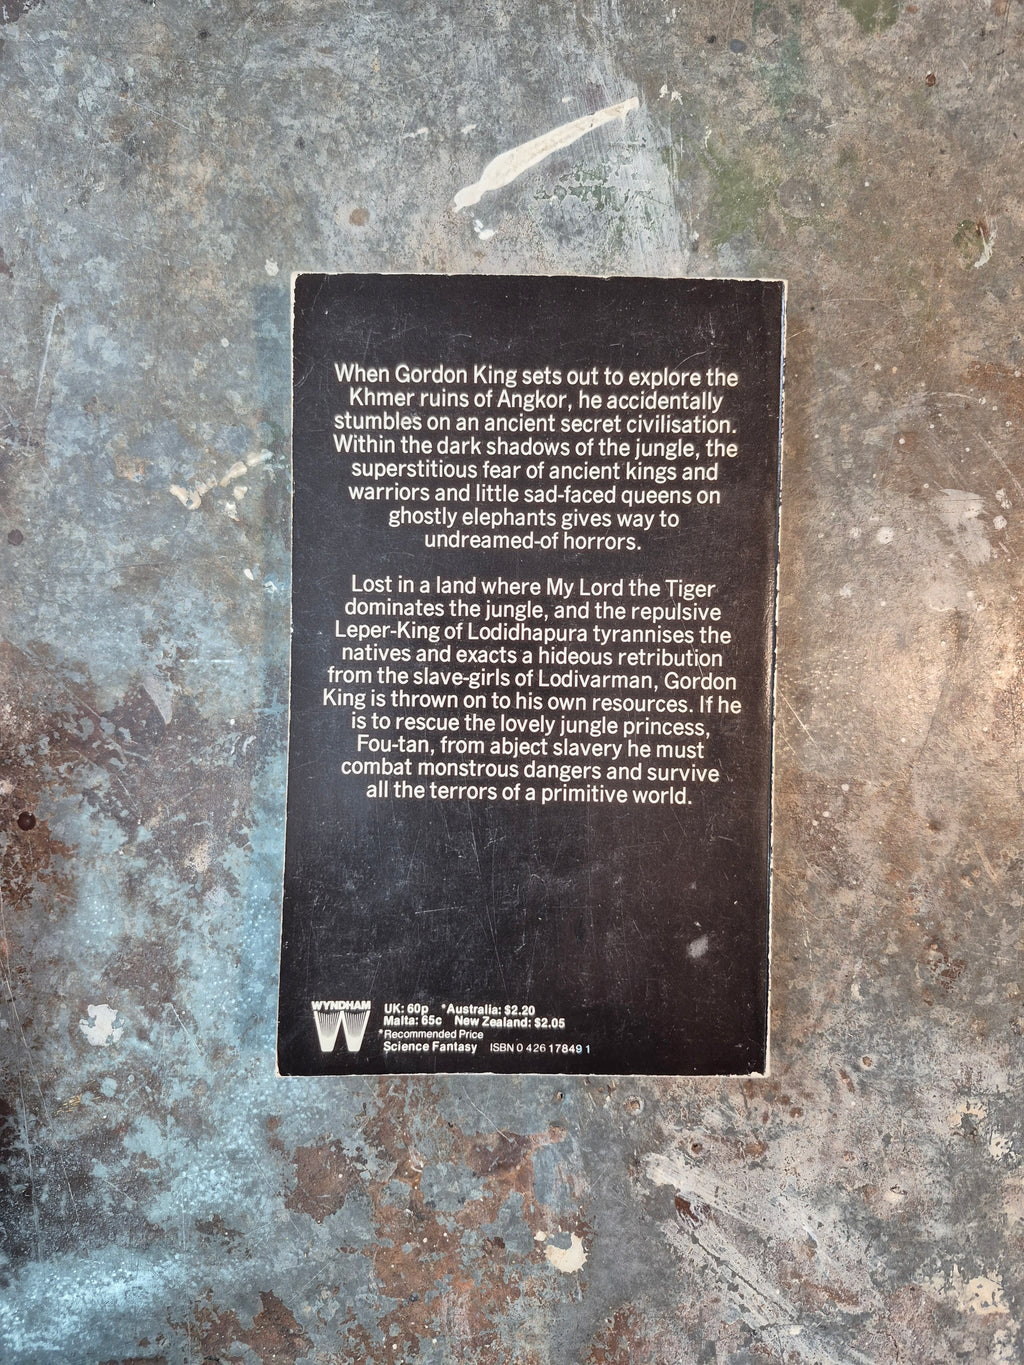 When Gordon King sets out to explore the
Khmer ruins of Angkor, he accidentally
stumbles on an ancient secret civilisation.
Within the dark shadows of the jungle, the
superstitious fear of ancient kings and
warriors and little sad-faced queens on
ghostly elephants gives way to
undreamed-of horrors.
Lost in a land where My Lord the Tiger
dominates the jungle, and the repulsive
Leper-King of Lodidhapura tyrannises the
natives and exacts a hideous retribution
from the slave-girls of Lodivarman, Gordon
King is thrown on to his own resources. If he
is to rescue the lovely jungle princess,
Fou-tan, from abject slavery he must
combat monstrous dangers and survive
all the terrors of a primitive world.
WYNDHAM
W
UK: 60p *Australia: $2.20
Malta: 65c New Zealand: $2.05
*Recommended Price
Science Fantasy ISBN 0 426 17849 1